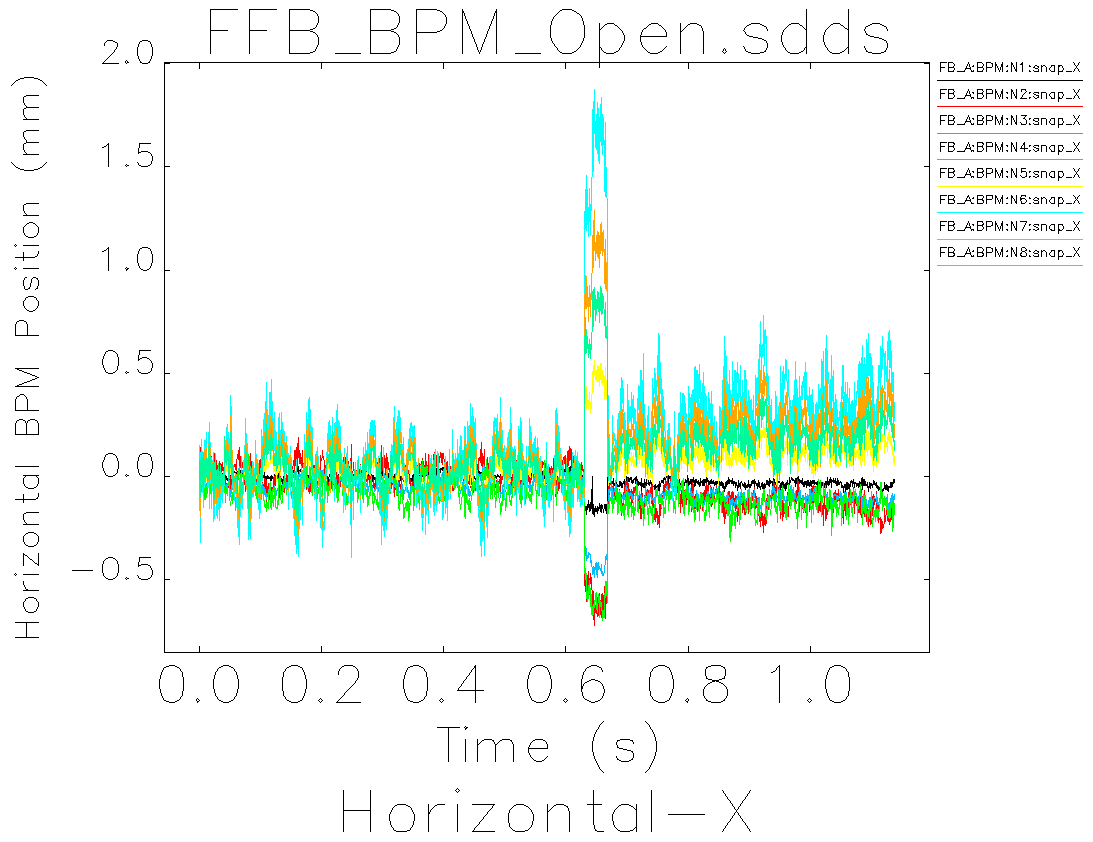 FFB_BPM_Open.sdds
Horizontal BPM Position (mm)
2.0
1.5
1.0
0.5
0.0
-0.5
0.0 0.2 0.4 0.6 0.8 1.0
Time (s)
Horizontal-X
FB_A:BPM:N1:snap_X
FB_A:BPM:N2:snap_X
FB_A:BPM:N3:snap_X
FB_A:BPM:N4:snap_X
FB_A:BPM:N5:snap_X
FB_A:BPM:N6:snap_X
FB_A:BPM:N7:snap_X
FB_A:BPM:N8:snap_X